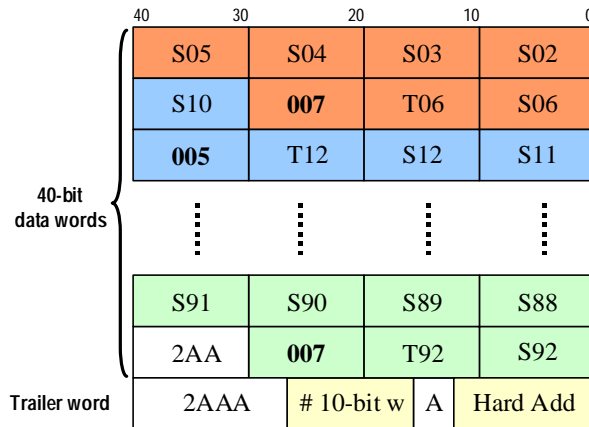 40 30 20 10 0
S05 S04 S03 S02
S10 007 T06 S06
005 T12 S12 S11
40-bit
data words
S91 S90 S89 S88
2AA 007 T92 S92
Trailer word 2AAA # 10-bit w A Hard Add